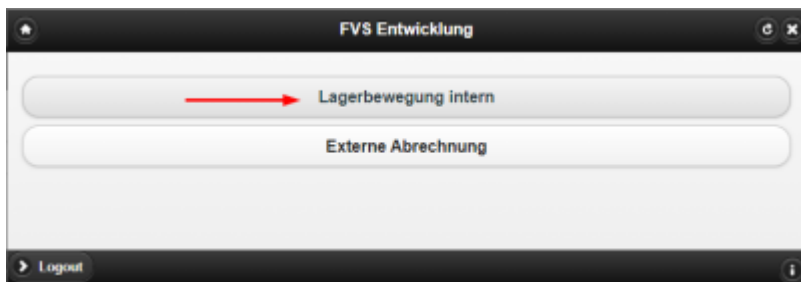 FVS Entwicklung
Lagerbewegung intern
Externe Abrechnung
Logout